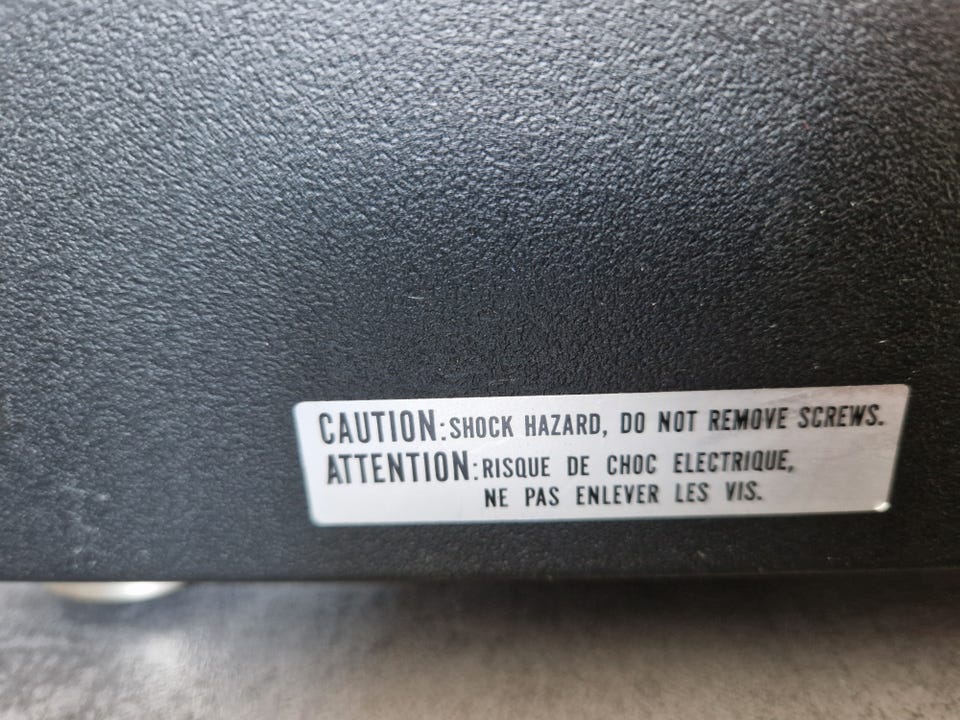 CAUTION:SHOCK HAZARD, DO NOT REMOVE SCREWS.
ATTENTION:RISQUE DE CHOC ELECTRIQUE,
NE PAS ENLEVER LES VIS.